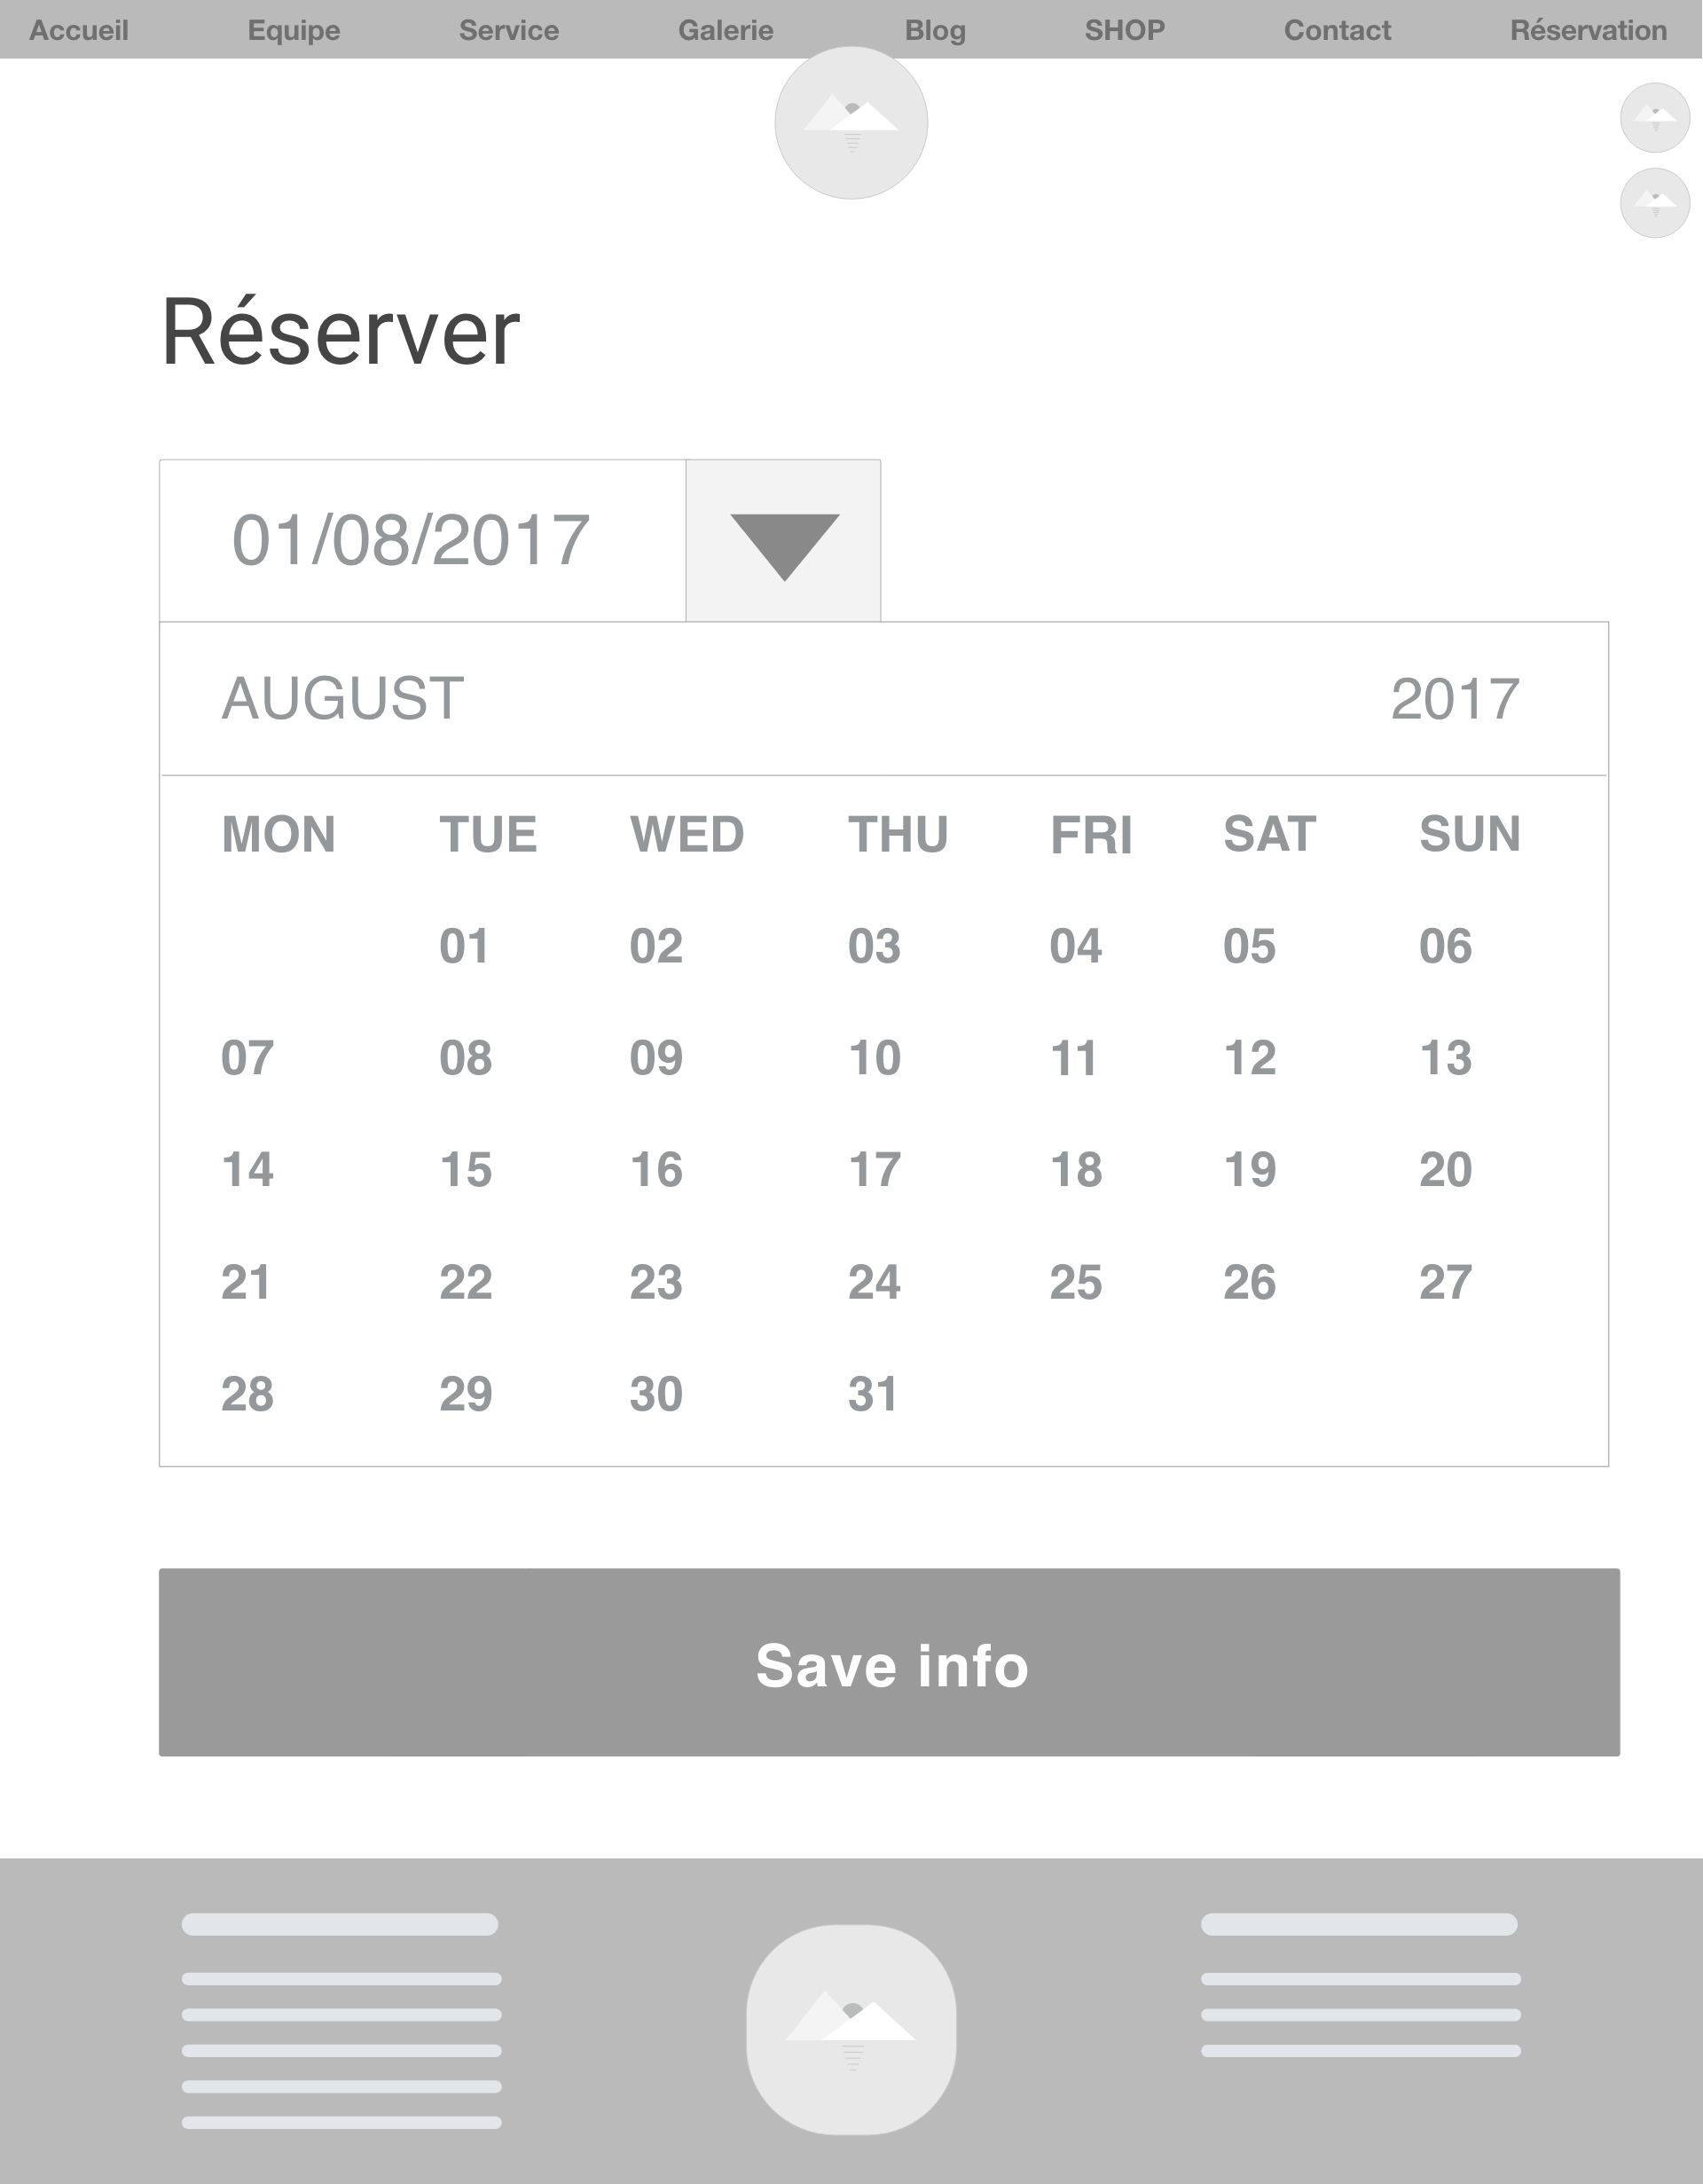 Accueil Equipe Service Galerie Blog SHOP Contact Réservation
Réserver
01/08/2017
AUGUST 2017
MON TUE WED THU FRI SAT SUN
01 02 03 04 05 06
07 08 09 10 11 12 13
14 15 16 17 18 19 20
21 22 23 24 25 26 27
28 29 30 31
Save info